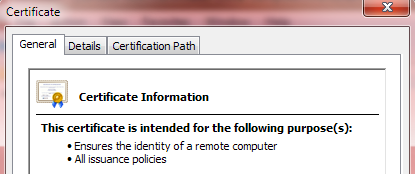 Certificate
General Details Certification Path
Certificate Information
This certificate is intended for the following purpose(s):
• Ensures the identity of a remote computer
• All issuance policies